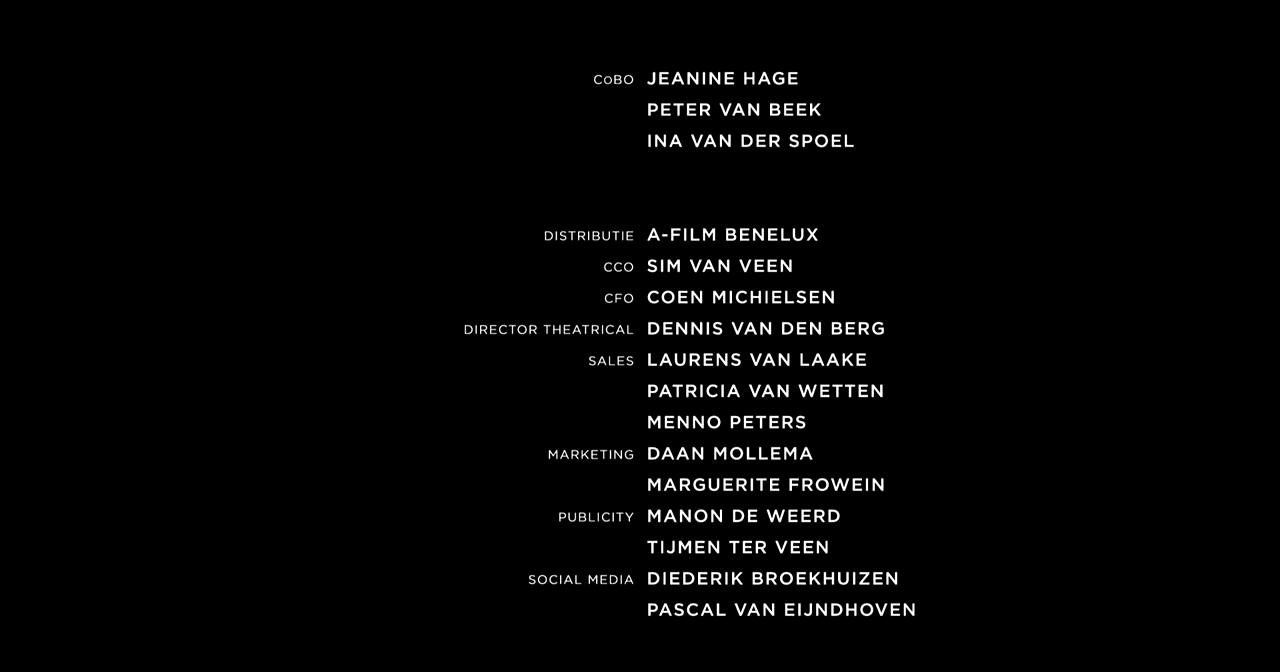 CoBO JEANINE HAGE
PETER VAN BEEK
INA VAN DER SPOEL
DISTRIBUTIE A-FILM BENELUX
CCO SIM VAN VEEN
CFO COEN MICHIELSEN
DIRECTOR THEATRICAL DENNIS VAN DEN BERG
SALES LAURENS VAN LAAKE
PATRICIA VAN WETTEN
MENNO PETERS
MARKETING DAAN MOLLEMA
MARGUERITE FROWEIN
PUBLICITY MANON DE WEERD
TIJMEN TER VEEN
SOCIAL MEDIA DIEDERIK BROEKHUIZEN
PASCAL VAN EIJNDHOVEN